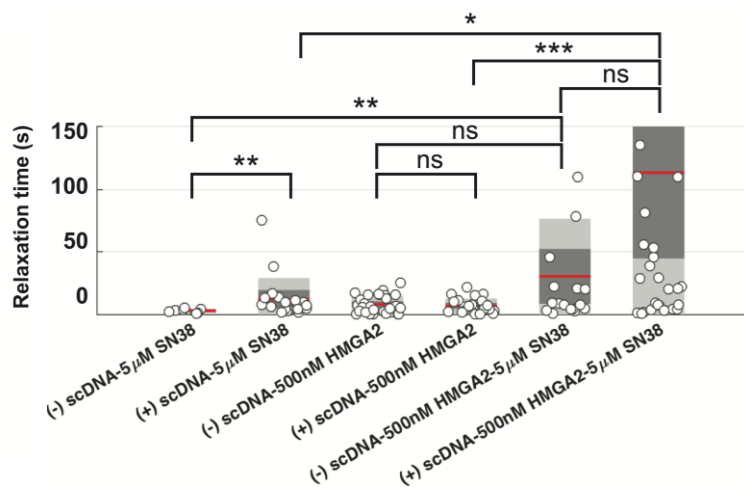 *
***
ns
**
ns
**
ns
Relaxation time (s)
150
100
50
0
(-) scDNA-5μM SN38
(+) scDNA-5μM SN38
(-) scDNA-500nM HMGA2
(+) scDNA-500nM HMGA2
(-) scDNA-500nM HMGA2-5μM SN38
(+) scDNA-500nM HMGA2-5μM SN38